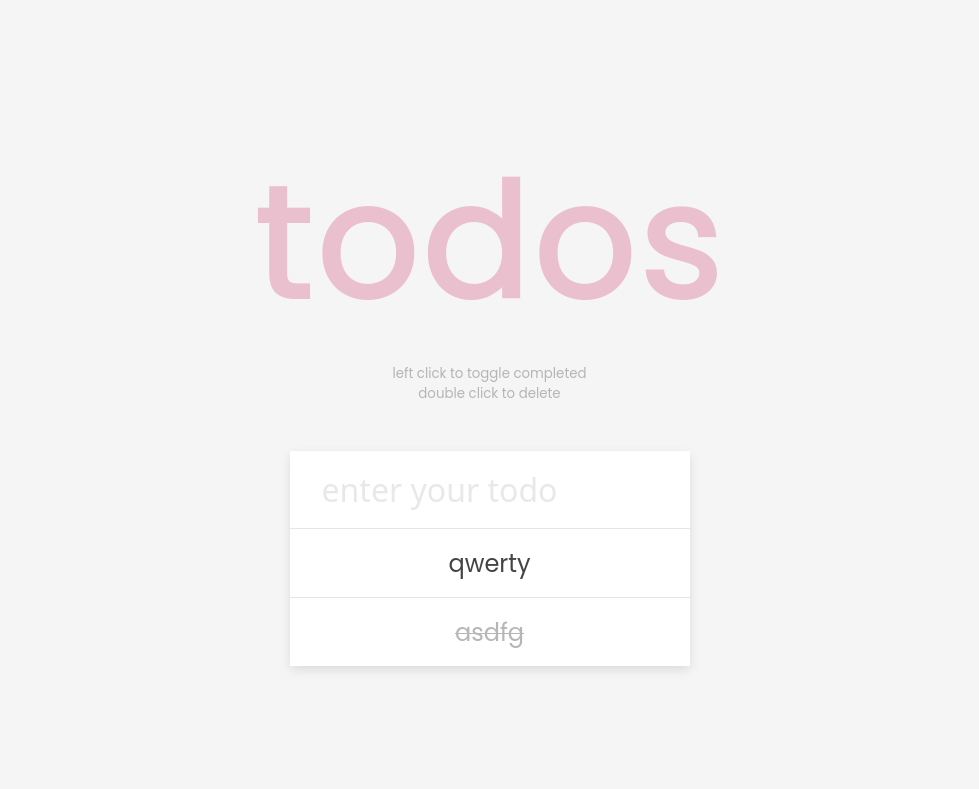 todos
left click to toggle completed
double click to delete
enter your todo
qwerty
asdfg